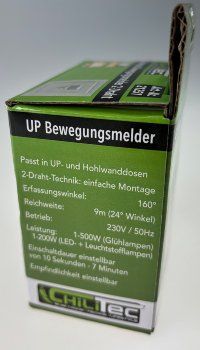 UP Bewegungsmelder
Passt in UP- und Hohlwanddosen
2-Draht-Technik: einfache Montage
Erfassungswinkel: 160°
Reichweite: 9m (24° Winkel)
Betrieb: 230V / 50Hz
Leistung: 1-500W (Glühlampen)
1-200W (LED- + Leuchtstofflampen)
Einschaltdauer einstellbar
von 10 Sekunden - 7 Minuten
Empfindlichkeit einstellbar
CHiLiTEC